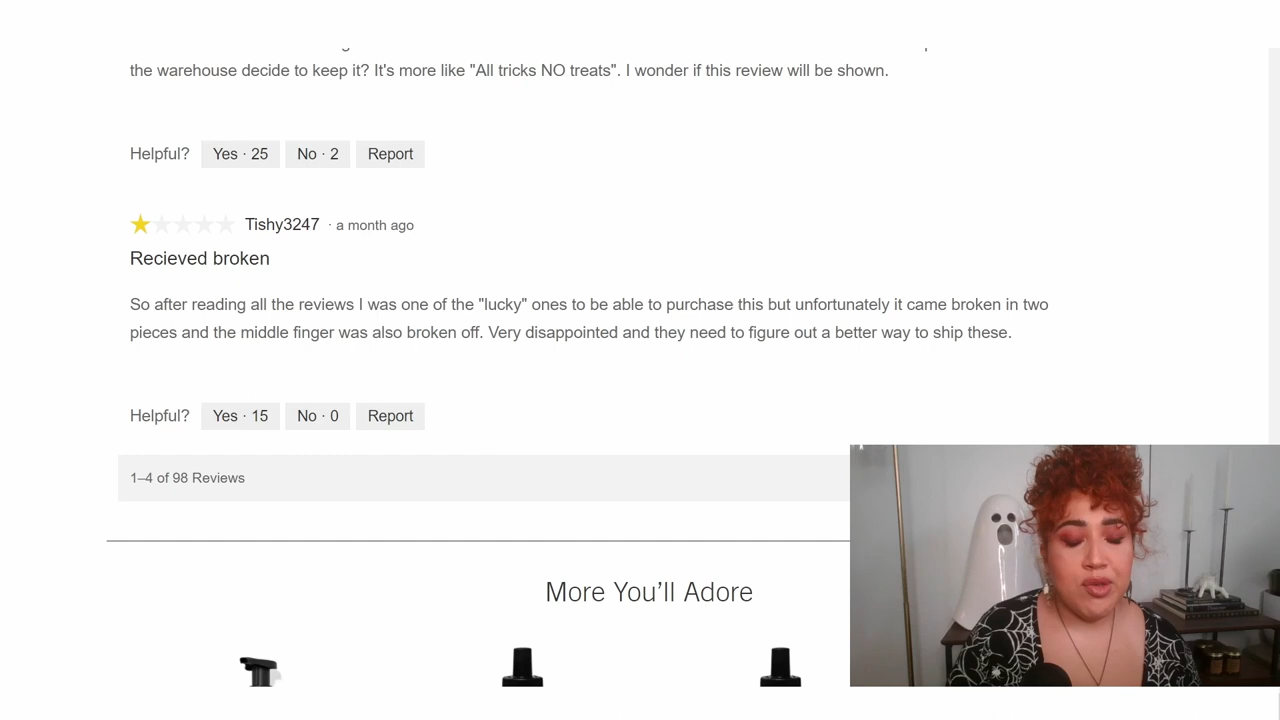 the warehouse decide to keep it? It's more like "All tricks NO treats". I wonder if this review will be shown.
Helpful? Yes · 25 No · 2 Report
Tishy3247 · a month ago
Recieved broken
So after reading all the reviews I was one of the "lucky" ones to be able to purchase this but unfortunately it came broken in two
pieces and the middle finger was also broken off. Very disappointed and they need to figure out a better way to ship these.
Helpful? Yes · 15 No · 0 Report
1–4 of 98 Reviews
More You'll Adore